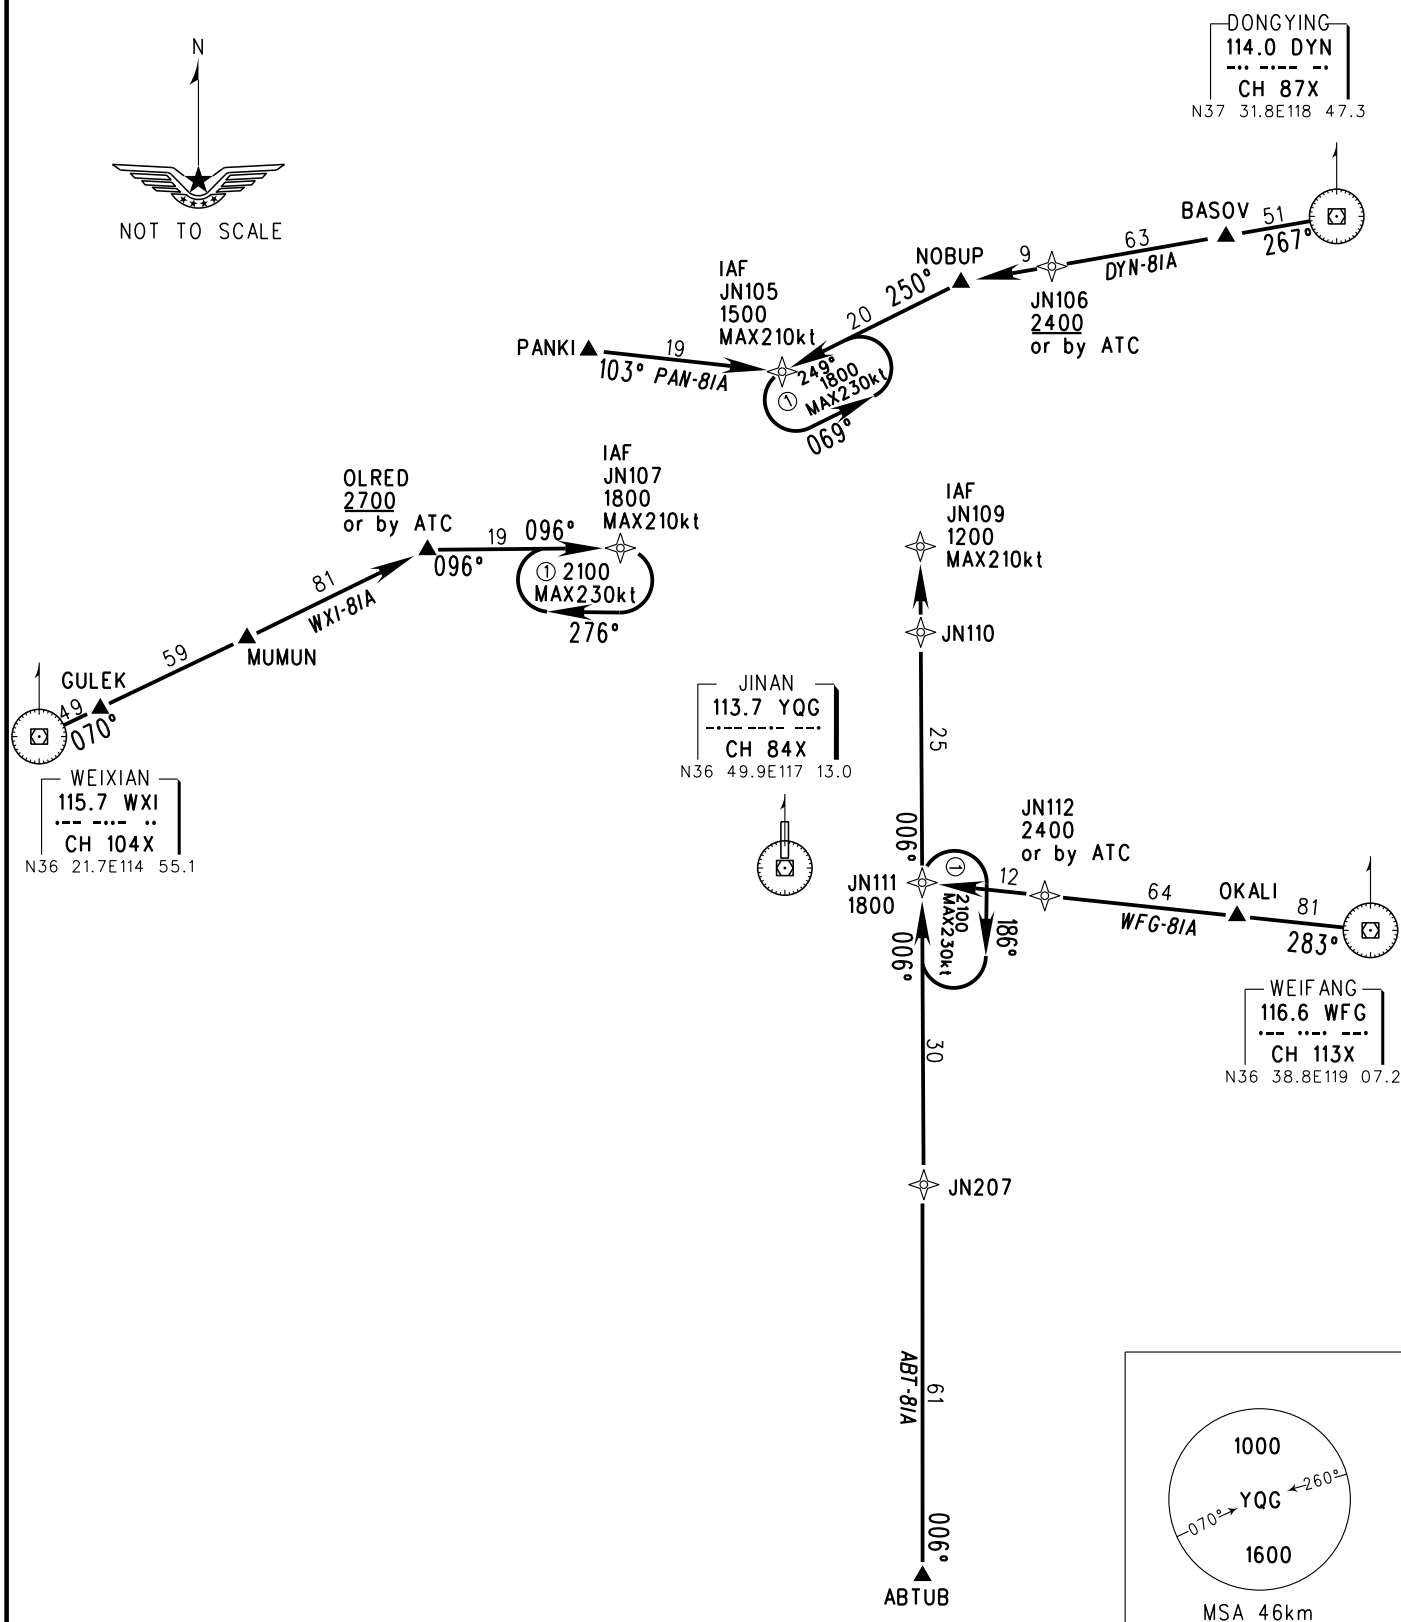 N
NOT TO SCALE
DONGYING
114.0 DYN
CH 87X
N37 31.8E118 47.3
BASOV
51
267°
63
DYN-81A
9
NOBUP
JN106
2400
or by ATC
250°
20
IAF
JN105
1500
MAX210kt
PANKI
19
103° PAN-81A
249°
1800
MAX230kt
①
069°
OLRED
2700
or by ATC
IAF
JN107
1800
MAX210kt
19
096°
096°
① 2100
MAX230kt
276°
81
WXI-81A
59
MUMUN
GULEK
49
070°
WEIXIAN
115.7 WXI
CH 104X
N36 21.7E114 55.1
IAF
JN109
1200
MAX210kt
JN110
25
JINAN
113.7 YQG
CH 84X
N36 49.9E117 13.0
006°
JN111
1800
①
2100
MAX230kt
186°
006°
12
JN112
2400
or by ATC
64
WFG-81A
OKALI
81
283°
WEIFANG
116.6 WFG
CH 113X
N36 38.8E119 07.2
30
JN207
61
ABT-81A
006°
ABTUB
1000
YQG
260°
070°
1600
MSA 46km